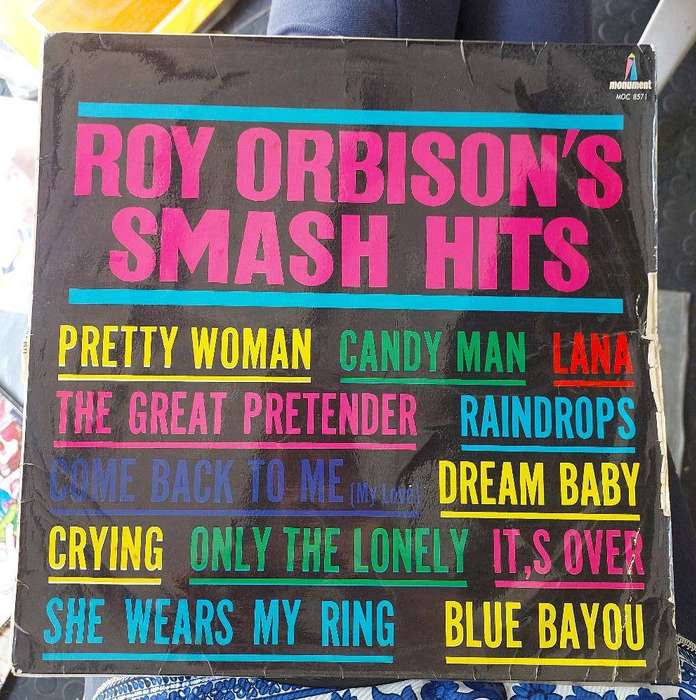 monument
MOC 8571
ROY ORBISON'S
SMASH HITS
PRETTY WOMAN CANDY MAN LANA
THE GREAT PRETENDER RAINDROPS
COME BACK TO ME (My Love) DREAM BABY
CRYING ONLY THE LONELY IT,S OVER
SHE WEARS MY RING BLUE BAYOU